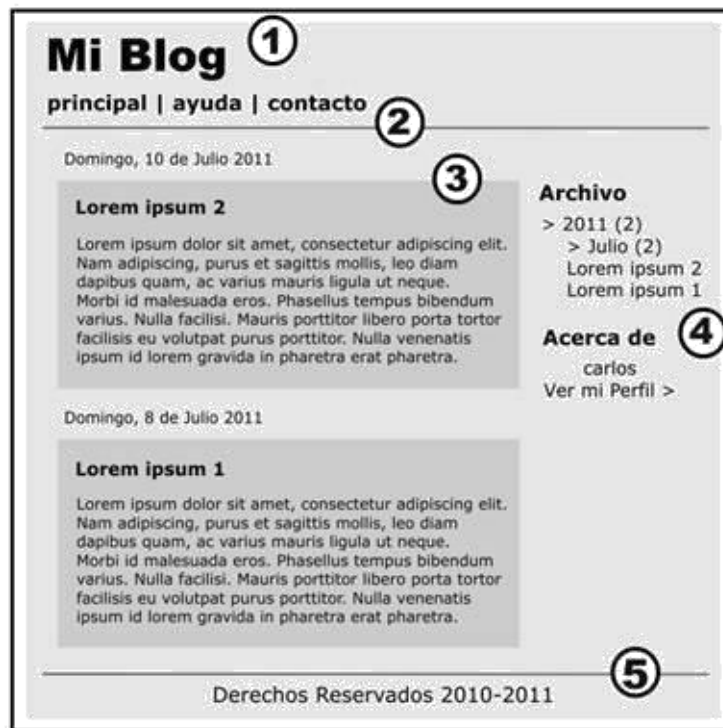 Mi Blog 1
principal | ayuda | contacto 2
Domingo, 10 de Julio 2011
3
Lorem ipsum 2
Lorem ipsum dolor sit amet, consectetur adipiscing elit.
Nam adipiscing, purus et sagittis mollis, leo diam
dapibus quam, ac varius mauris ligula ut neque.
Morbi id malesuada eros. Phasellus tempus bibendum
varius. Nulla facilisi. Mauris porttitor libero porta tortor
facilisis eu volutpat purus porttitor. Nulla venenatis
ipsum id lorem gravida in pharetra erat pharetra.
Domingo, 8 de Julio 2011
Lorem ipsum 1
Lorem ipsum dolor sit amet, consectetur adipiscing elit.
Nam adipiscing, purus et sagittis mollis, leo diam
dapibus quam, ac varius mauris ligula ut neque.
Morbi id malesuada eros. Phasellus tempus bibendum
varius. Nulla facilisi. Mauris porttitor libero porta tortor
facilisis eu volutpat purus porttitor. Nulla venenatis
ipsum id lorem gravida in pharetra erat pharetra.
Archivo
> 2011 (2)
> Julio (2)
Lorem ipsum 2
Lorem ipsum 1
Acerca de 4
carlos
Ver mi Perfil >
5
Derechos Reservados 2010-2011